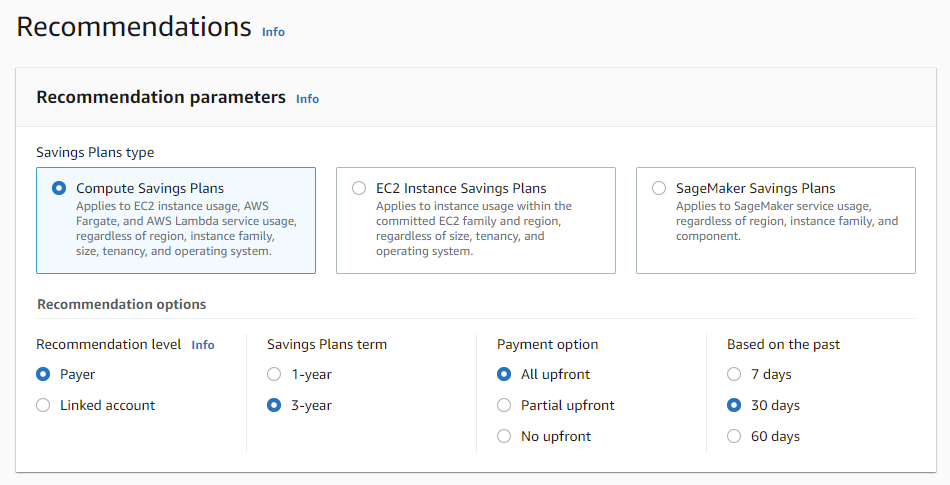 Recommendations Info
Recommendation parameters Info
Savings Plans type
Compute Savings Plans
Applies to EC2 instance usage, AWS
Fargate, and AWS Lambda service usage,
regardless of region, instance family,
size, tenancy, and operating system.
EC2 Instance Savings Plans
Applies to instance usage within the
committed EC2 family and region,
regardless of size, tenancy, and
operating system.
SageMaker Savings Plans
Applies to SageMaker service usage,
regardless of region, instance family, and
component.
Recommendation options
Recommendation level Info
Payer
Linked account
Savings Plans term
1-year
3-year
Payment option
All upfront
Partial upfront
No upfront
Based on the past
7 days
30 days
60 days